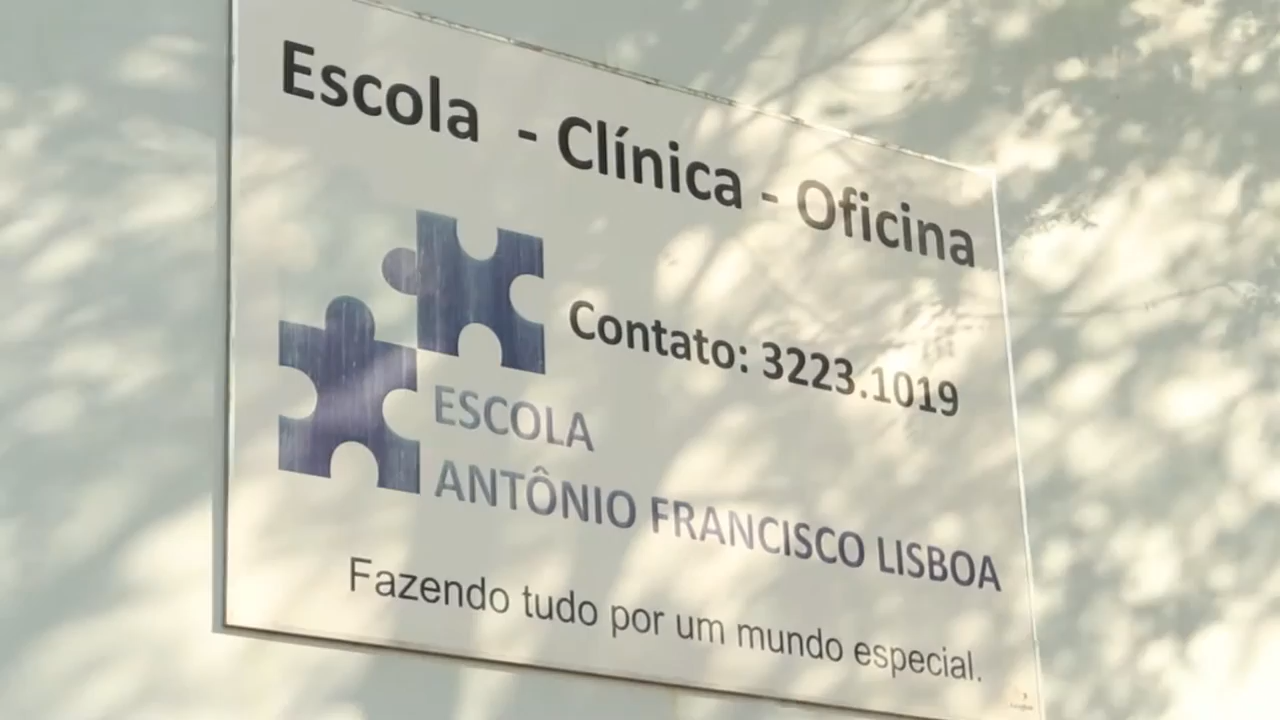 Escola - Clínica - Oficina
Contato: 3223.1019
ESCOLA
ANTÔNIO FRANCISCO LISBOA
Fazendo tudo por um mundo especial.